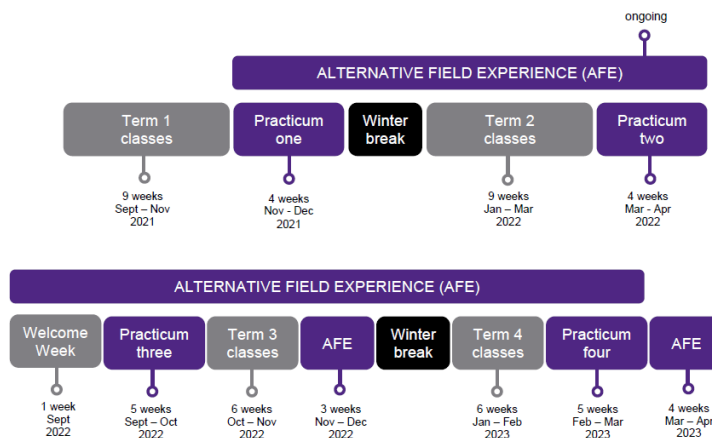 ongoing
ALTERNATIVE FIELD EXPERIENCE (AFE)
Term 1
classes
Practicum
one
Winter
break
Term 2
classes
Practicum
two
9 weeks
Sept – Nov
2021
4 weeks
Nov - Dec
2021
9 weeks
Jan – Mar
2022
4 weeks
Mar - Apr
2022
ALTERNATIVE FIELD EXPERIENCE (AFE)
Welcome
Week
Practicum
three
Term 3
classes
AFE
Winter
break
Term 4
classes
Practicum
four
AFE
1 week
Sept
2022
5 weeks
Sept – Oct
2022
6 weeks
Oct – Nov
2022
3 weeks
Nov – Dec
2022
6 weeks
Jan – Feb
2023
5 weeks
Feb – Mar
2023
4 weeks
Mar – Apr
2023